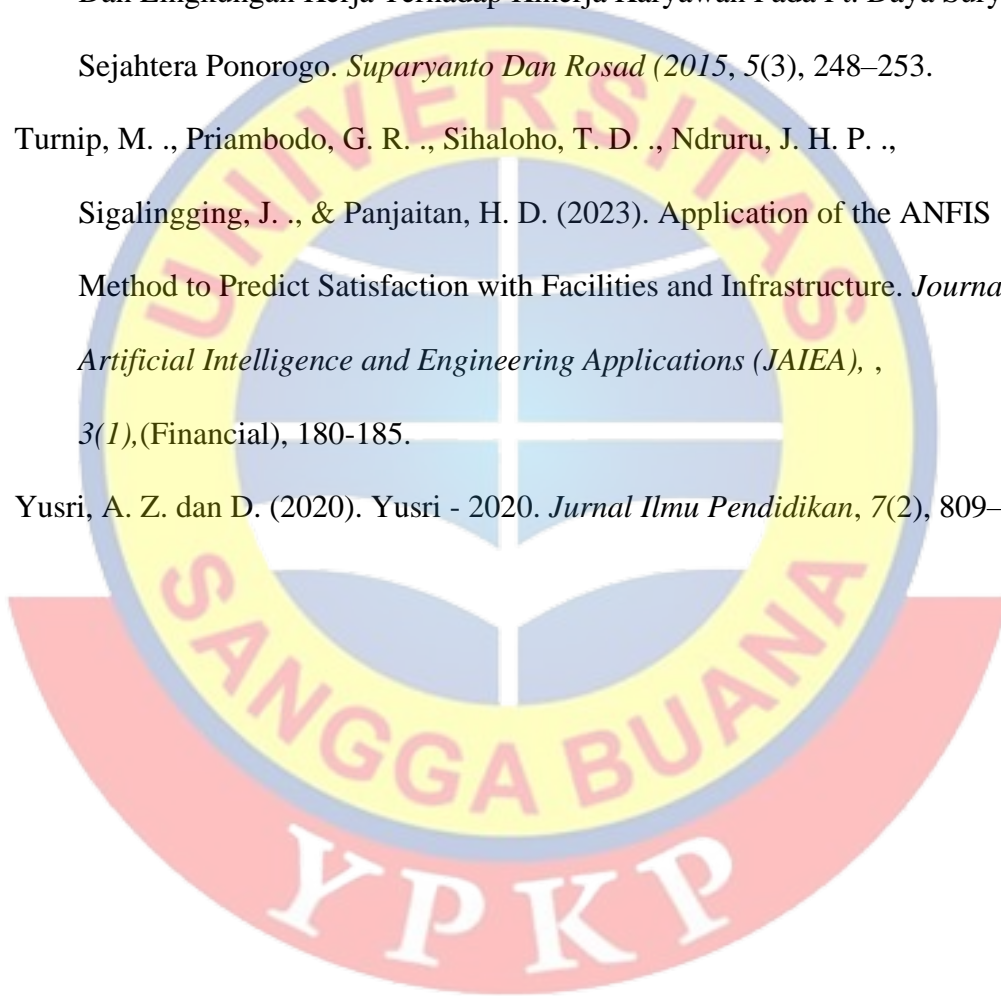 Dan Lingkungan Kerja Terhadap Kinerja Karyawan Pada Pt. Daya Sury
Sejahtera Ponorogo. Suparyanto Dan Rosad (2015, 5(3), 248–253.
Turnip, M. ., Priambodo, G. R. ., Sihaloho, T. D. ., Ndruru, J. H. P. .,
Sigalingging, J. ., & Panjaitan, H. D. (2023). Application of the ANFIS
Method to Predict Satisfaction with Facilities and Infrastructure. Journa
Artificial Intelligence and Engineering Applications (JAIEA), ,
3(1),(Financial), 180-185.
Yusri, A. Z. dan D. (2020). Yusri - 2020. Jurnal Ilmu Pendidikan, 7(2), 809–
UNIVERSITAS
SANGGA BUANA
YPKP